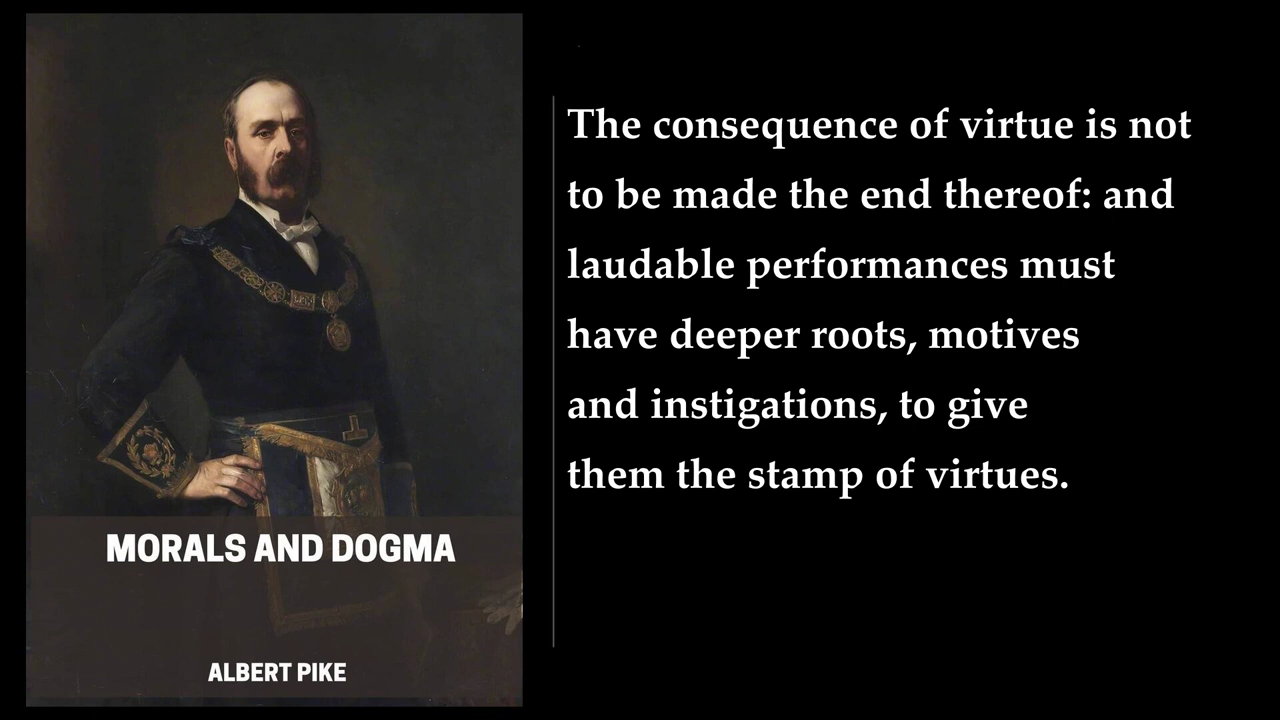 The consequence of virtue is not
to be made the end thereof: and
laudable performances must
have deeper roots, motives
and instigations, to give
them the stamp of virtues.
MORALS AND DOGMA
ALBERT PIKE